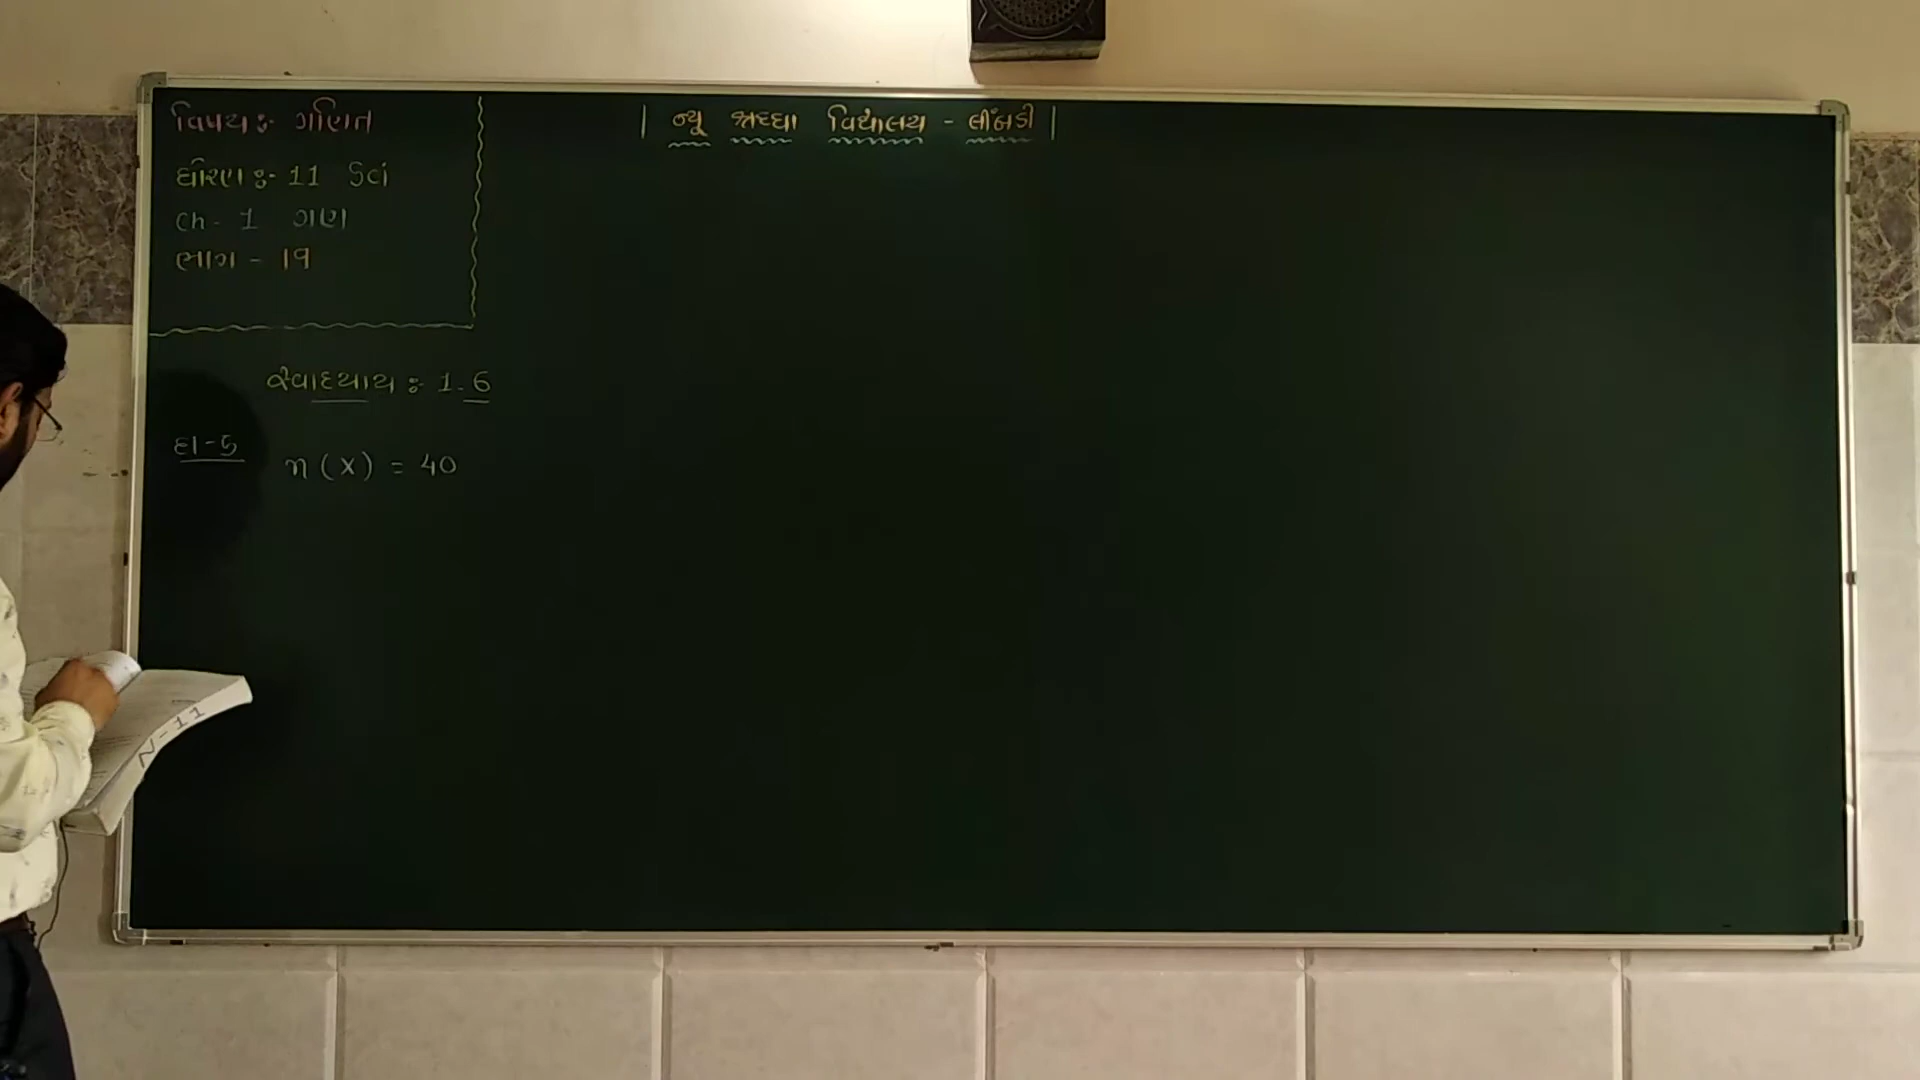 વિષય :- ગણિત
ધોરણ :- 11 Sci
Ch - 1 ગણ
ભાગ - 19
| ન્યૂ શ્રદ્ધા વિદ્યાલય - લીંબડી |
સ્વાધ્યાય :- 1.6
દા-5
n (X) = 40
N-11